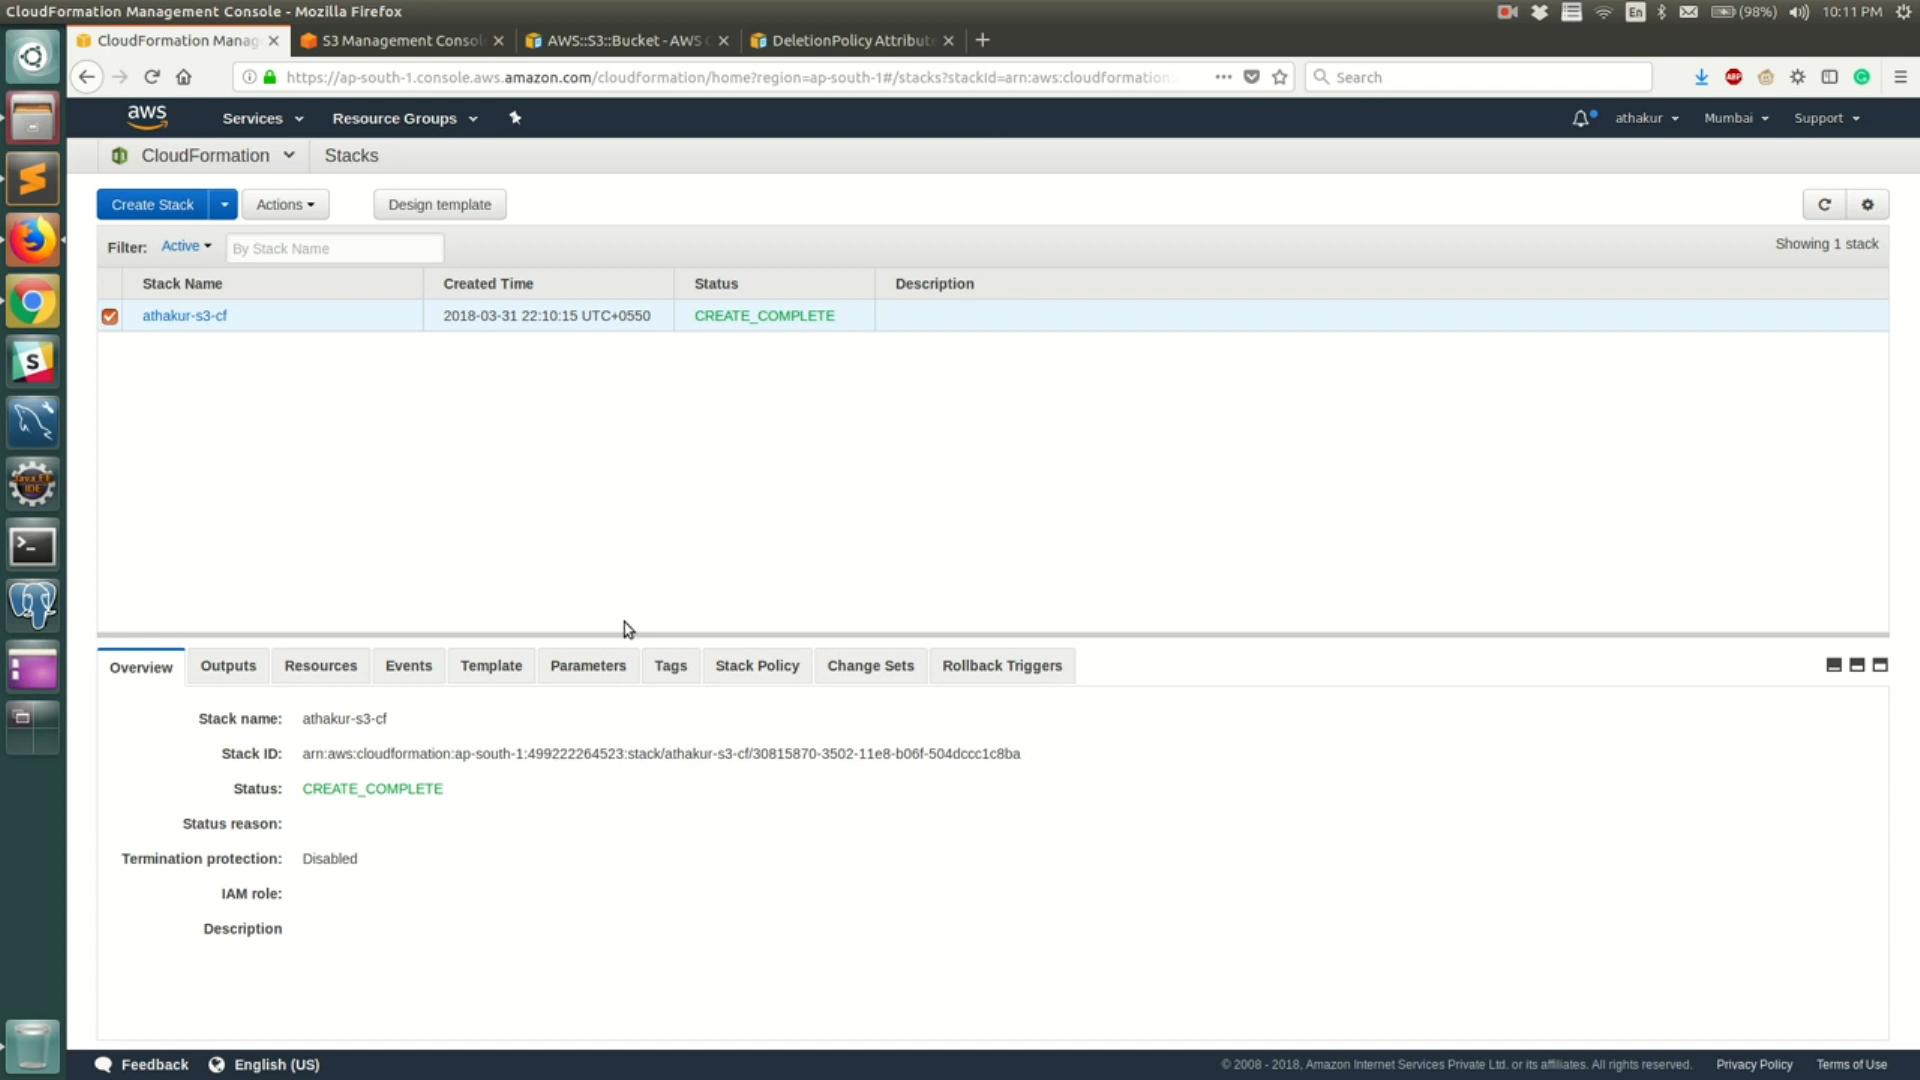 CloudFormation Management Console - Mozilla Firefox
En (98%) 10:11 PM
CloudFormation Manag S3 Management Consol AWS::S3::Bucket - AWS DeletionPolicy Attribut
https://ap-south-1.console.aws.amazon.com/cloudformation/home?region=ap-south-1#/stacks?stackId=arn:aws:cloudformation: Search
ABP
aws Services Resource Groups athakur Mumbai Support
CloudFormation Stacks
Create Stack Actions Design template
Filter: Active By Stack Name Showing 1 stack
Stack Name Created Time Status Description
athakur-s3-cf 2018-03-31 22:10:15 UTC+0550 CREATE_COMPLETE
Overview Outputs Resources Events Template Parameters Tags Stack Policy Change Sets Rollback Triggers
Stack name: athakur-s3-cf
Stack ID: arn:aws:cloudformation:ap-south-1:499222264523:stack/athakur-s3-cf/30815870-3502-11e8-b06f-504dccc1c8ba
Status: CREATE_COMPLETE
Status reason:
Termination protection: Disabled
IAM role:
Description
Feedback English (US) © 2008 - 2018, Amazon Internet Services Private Ltd. or its affiliates. All rights reserved. Privacy Policy Terms of Use